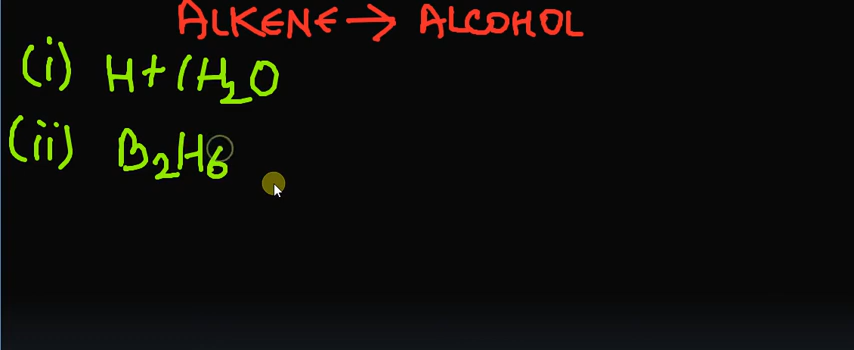 ALKENE → ALCOHOL
(i) H+/H2O
(ii) B2H6